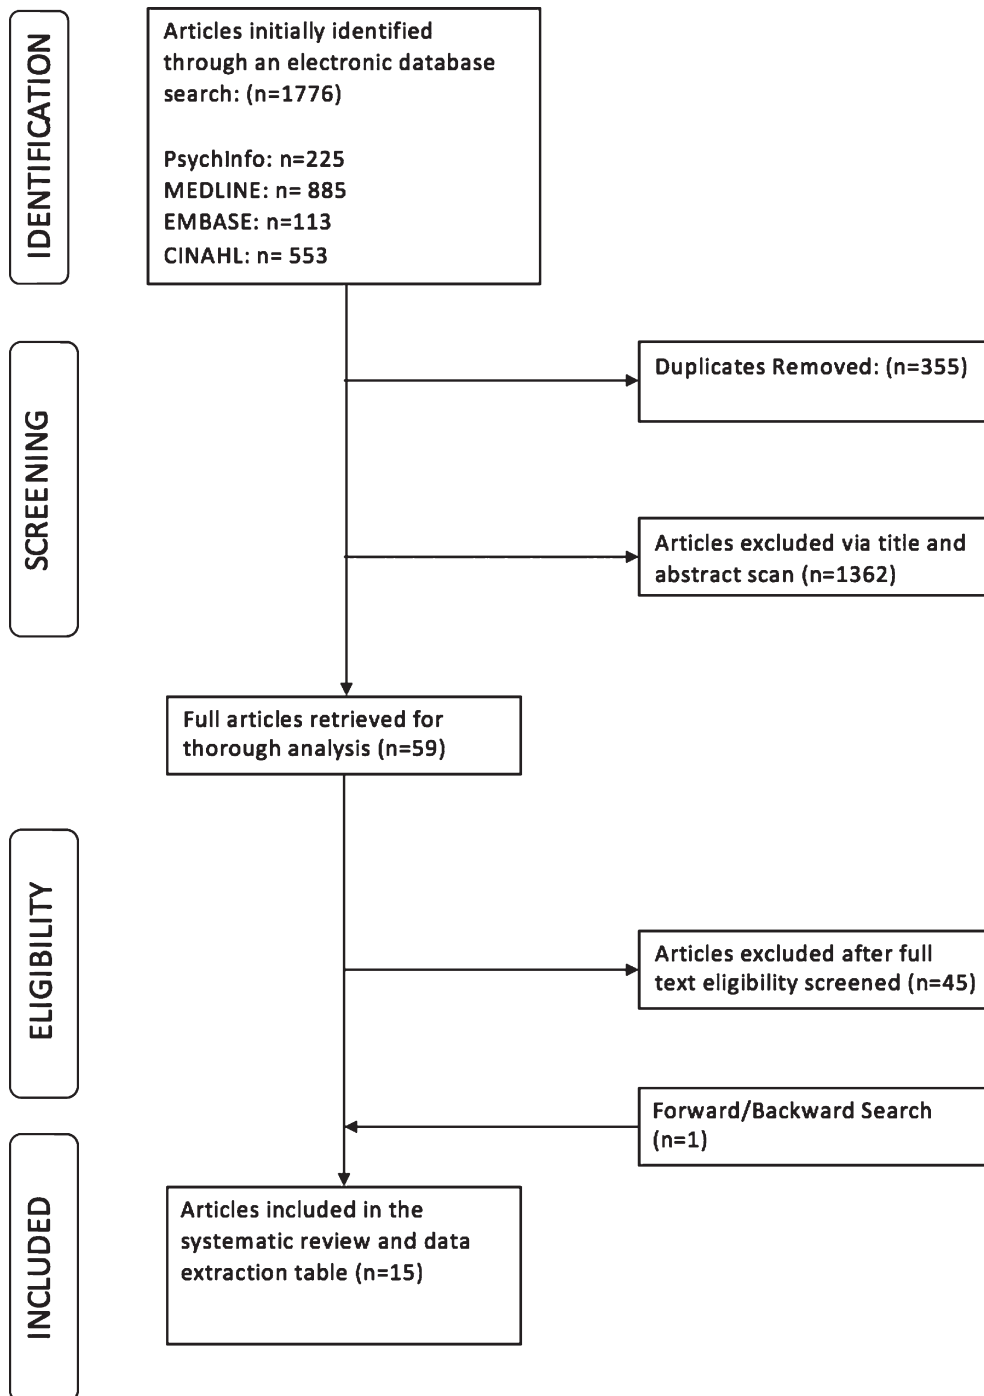 IDENTIFICATION
Articles initially identified
through an electronic database
search: (n=1776)
PsychInfo: n=225
MEDLINE: n= 885
EMBASE: n=113
CINAHL: n= 553
SCREENING
Duplicates Removed: (n=355)
Articles excluded via title and
abstract scan (n=1362)
Full articles retrieved for
thorough analysis (n=59)
ELIGIBILITY
Articles excluded after full
text eligibility screened (n=45)
Forward/Backward Search
(n=1)
INCLUDED
Articles included in the
systematic review and data
extraction table (n=15)